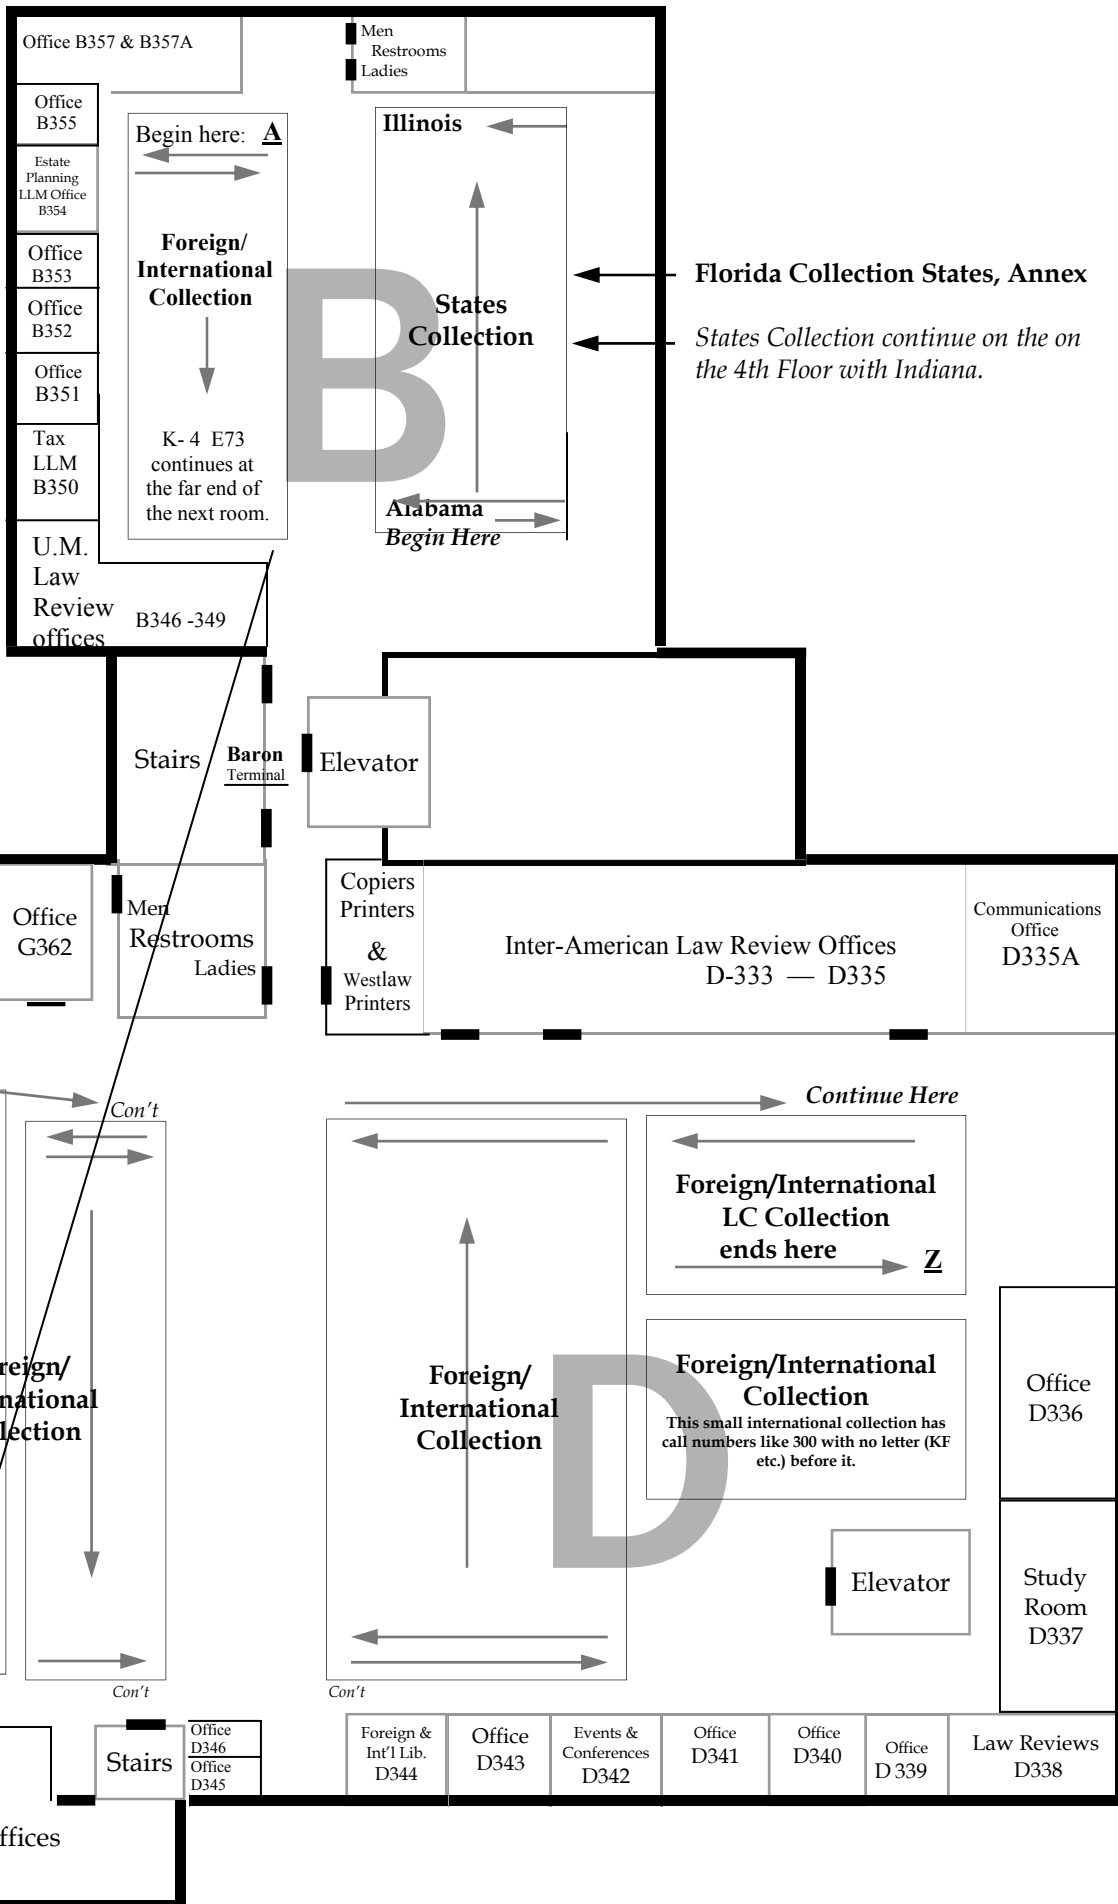 Office B357 & B357A
Men
Restrooms
Ladies
Office
B355
Estate
Planning
LLM Office
B354
Office
B353
Office
B352
Office
B351
Tax
LLM
B350
U.M.
Law
Review
offices
B346 -349
Begin here: A
Foreign/
International
Collection
K- 4 E73
continues at
the far end of
the next room.
B
Illinois
States
Collection
Alabama
Begin Here
Florida Collection States, Annex
States Collection continue on the on
the 4th Floor with Indiana.
Stairs
Baron
Terminal
Elevator
Office
G362
Men
Restrooms
Ladies
Copiers
Printers
&
Westlaw
Printers
Inter-American Law Review Offices
D-333 — D335
Communications
Office
D335A
Con't
Continue Here
Foreign/International
LC Collection
ends here
Z
reign/
national
lection
Foreign/
International
Collection
D
Foreign/International
Collection
This small international collection has
call numbers like 300 with no letter (KF
etc.) before it.
Office
D336
Elevator
Study
Room
D337
Con't
Con't
Stairs
Office
D346
Office
D345
Foreign &
Int'l Lib.
D344
Office
D343
Events &
Conferences
D342
Office
D341
Office
D340
Office
D 339
Law Reviews
D338
ffices